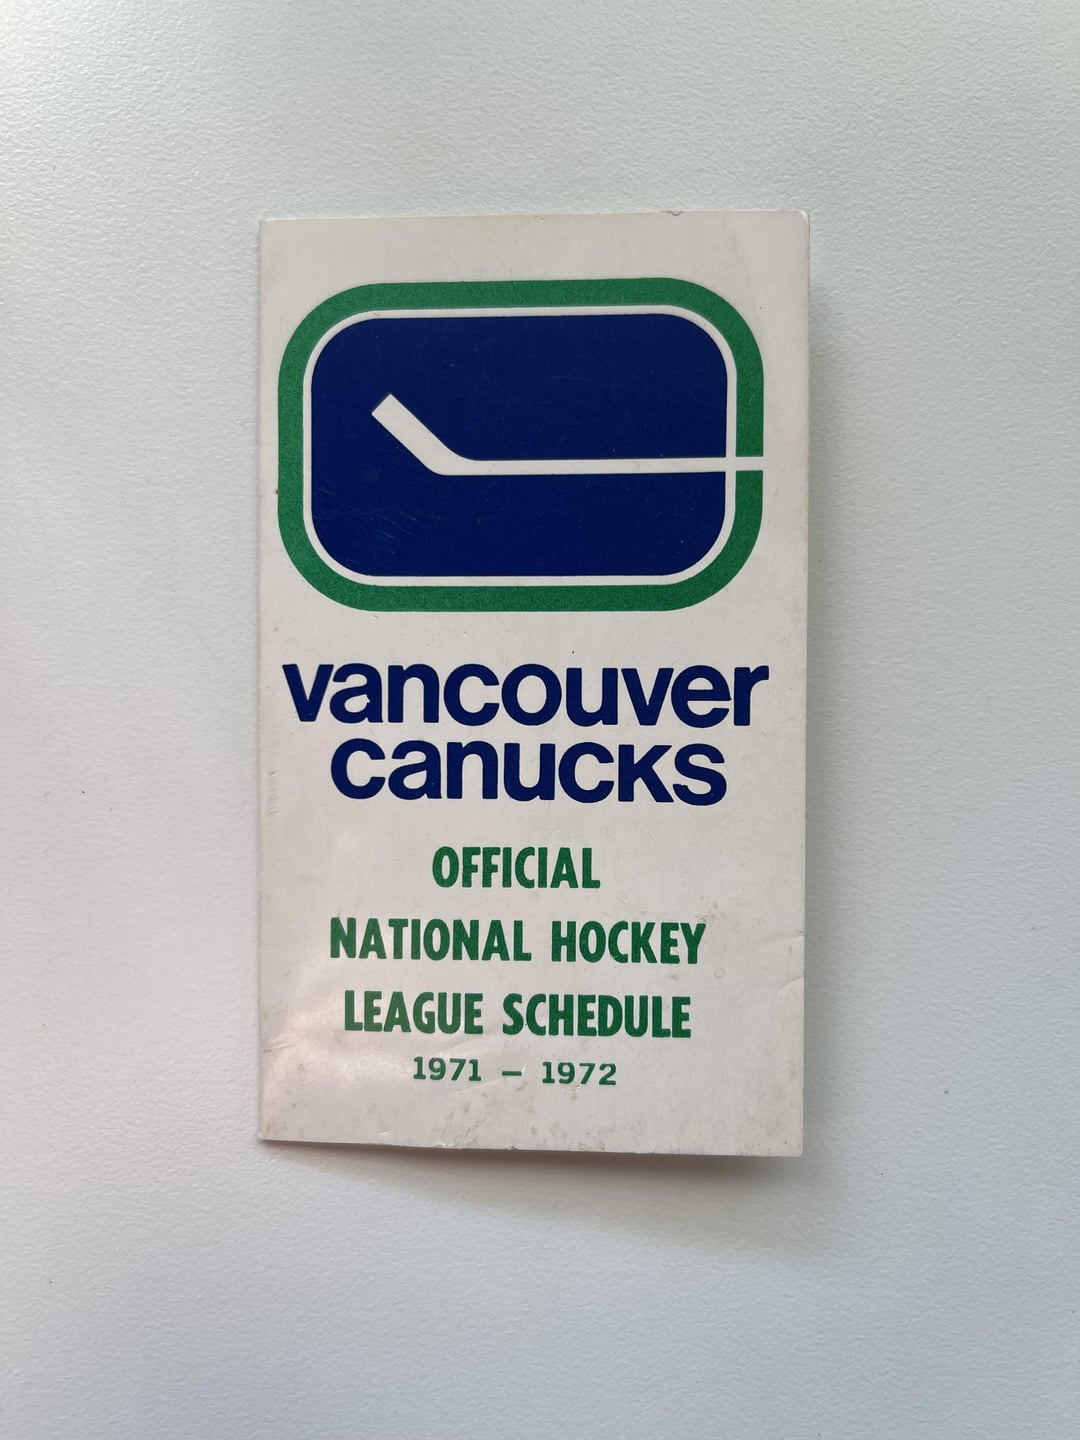 vancouver
canucks
OFFICIAL
NATIONAL HOCKEY
LEAGUE SCHEDULE
1971 – 1972